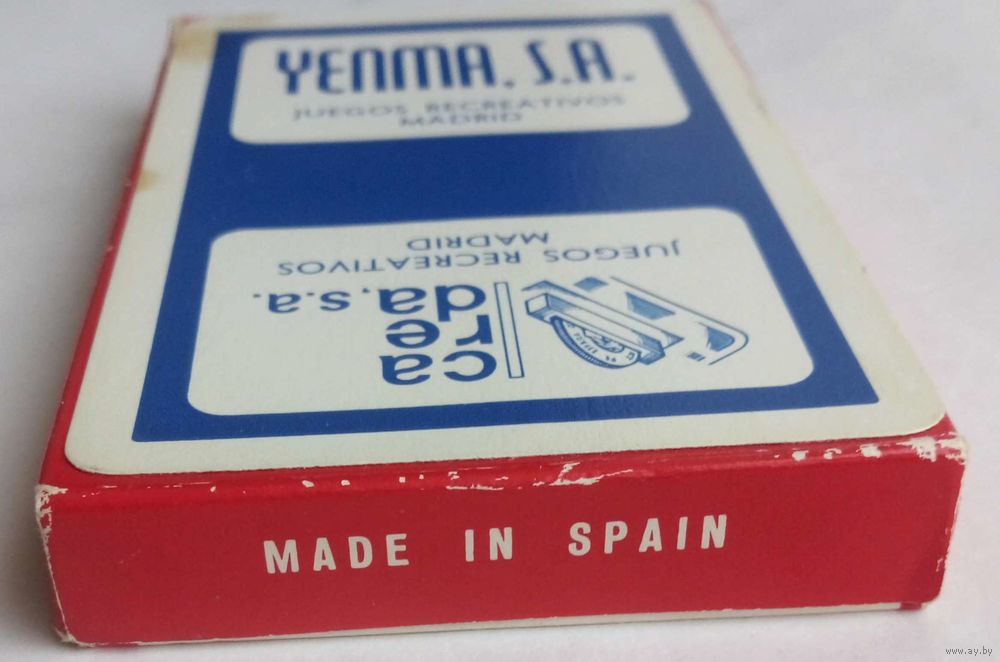 YENMA, S.A.
JUEGOS RECREATIVOS
MADRID
JUEGOS RECREATIVOS
MADRID
ca
re
da,s.a.
MADE IN SPAIN
www.ay.by